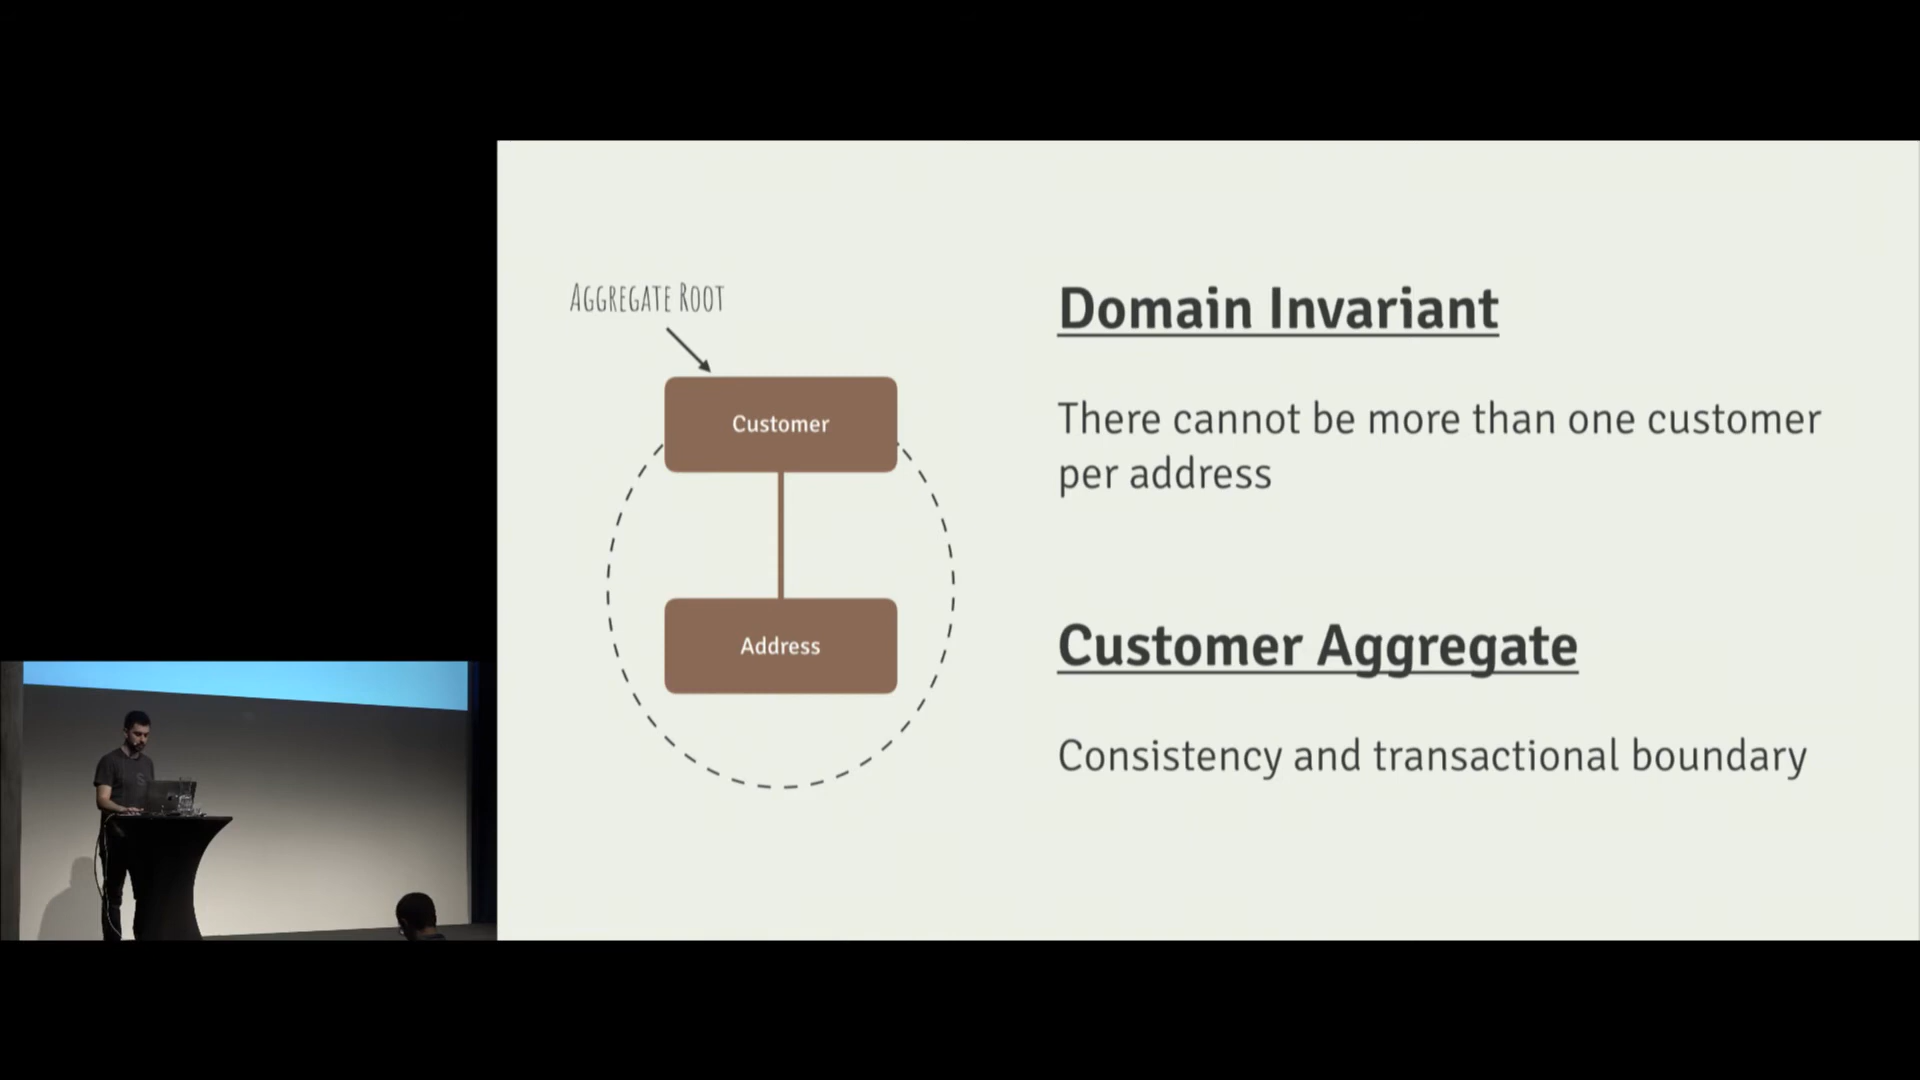 Aggregate Root
Customer
Address
Domain Invariant
There cannot be more than one customer
per address
Customer Aggregate
Consistency and transactional boundary